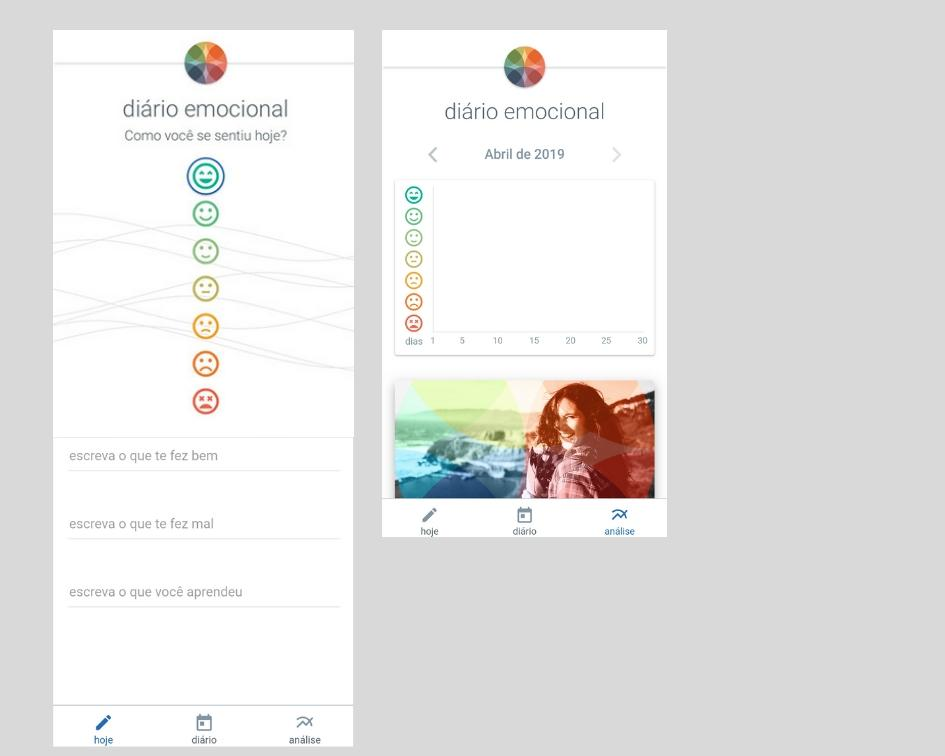 diário emocional
Como você se sentiu hoje?
escreva o que te fez bem
escreva o que te fez mal
escreva o que você aprendeu
hoje diário análise
diário emocional
Abril de 2019
dias 1 5 10 15 20 25 30
hoje diário análise